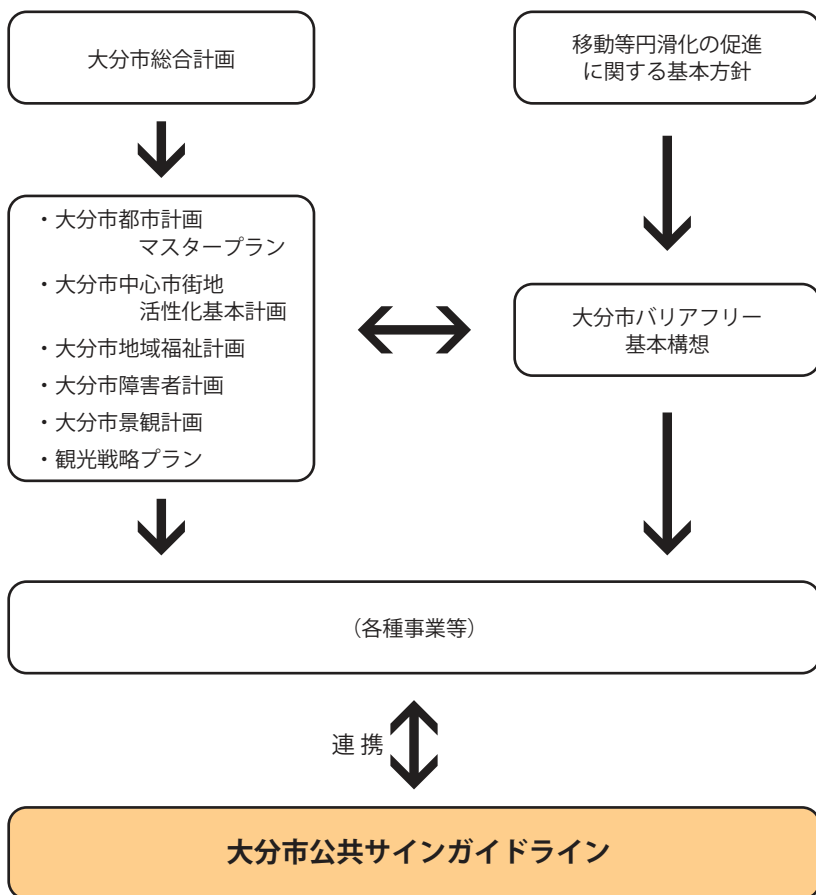 大分市総合計画
移動等円滑化の促進
に関する基本方針
・大分市都市計画
マスタープラン
・大分市中心市街地
活性化基本計画
・大分市地域福祉計画
・大分市障害者計画
・大分市景観計画
・観光戦略プラン
大分市バリアフリー
基本構想
（各種事業等）
連 携
大分市公共サインガイドライン